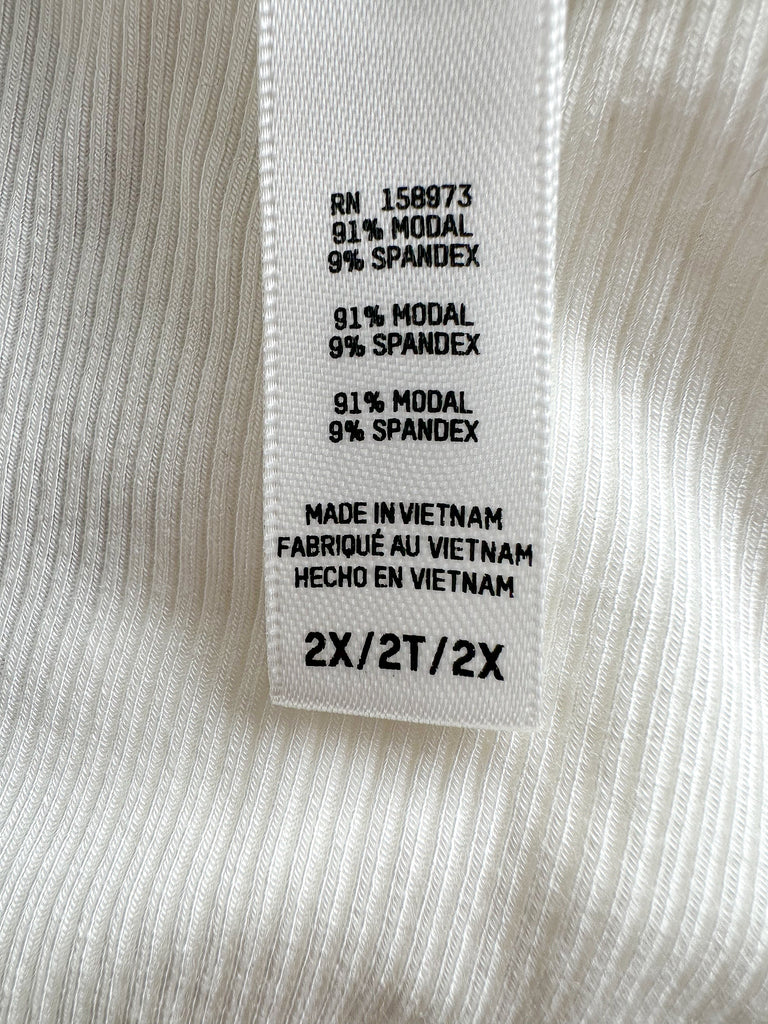 RN 158973
91% MODAL
9% SPANDEX
91% MODAL
9% SPANDEX
91% MODAL
9% SPANDEX
MADE IN VIETNAM
FABRIQUÉ AU VIETNAM
HECHO EN VIETNAM
2X/2T/2X